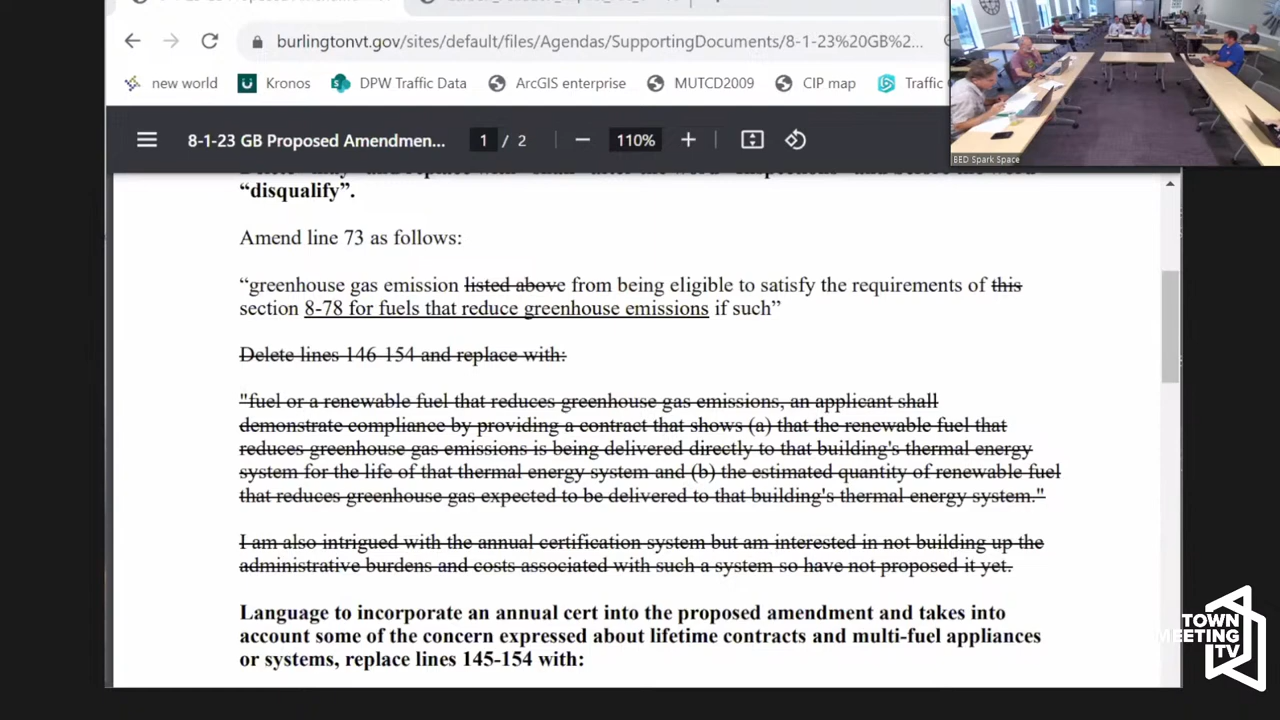 burlingtonvt.gov/sites/default/files/Agendas/SupportingDocuments/8-1-23%20GB%2...
new world Kronos DPW Traffic Data ArcGIS enterprise MUTCD2009 CIP map Traffic
8-1-23 GB Proposed Amendmen... 1 / 2 110%
BED Spark Space
“disqualify”.
Amend line 73 as follows:
“greenhouse gas emission listed above from being eligible to satisfy the requirements of this
section 8-78 for fuels that reduce greenhouse emissions if such”
Delete lines 146-154 and replace with:
"fuel or a renewable fuel that reduces greenhouse gas emissions, an applicant shall
demonstrate compliance by providing a contract that shows (a) that the renewable fuel that
reduces greenhouse gas emissions is being delivered directly to that building's thermal energy
system for the life of that thermal energy system and (b) the estimated quantity of renewable fuel
that reduces greenhouse gas expected to be delivered to that building's thermal energy system."
I am also intrigued with the annual certification system but am interested in not building up the
administrative burdens and costs associated with such a system so have not proposed it yet.
Language to incorporate an annual cert into the proposed amendment and takes into
account some of the concern expressed about lifetime contracts and multi-fuel appliances
or systems, replace lines 145-154 with:
TOWN
MEETING
TV